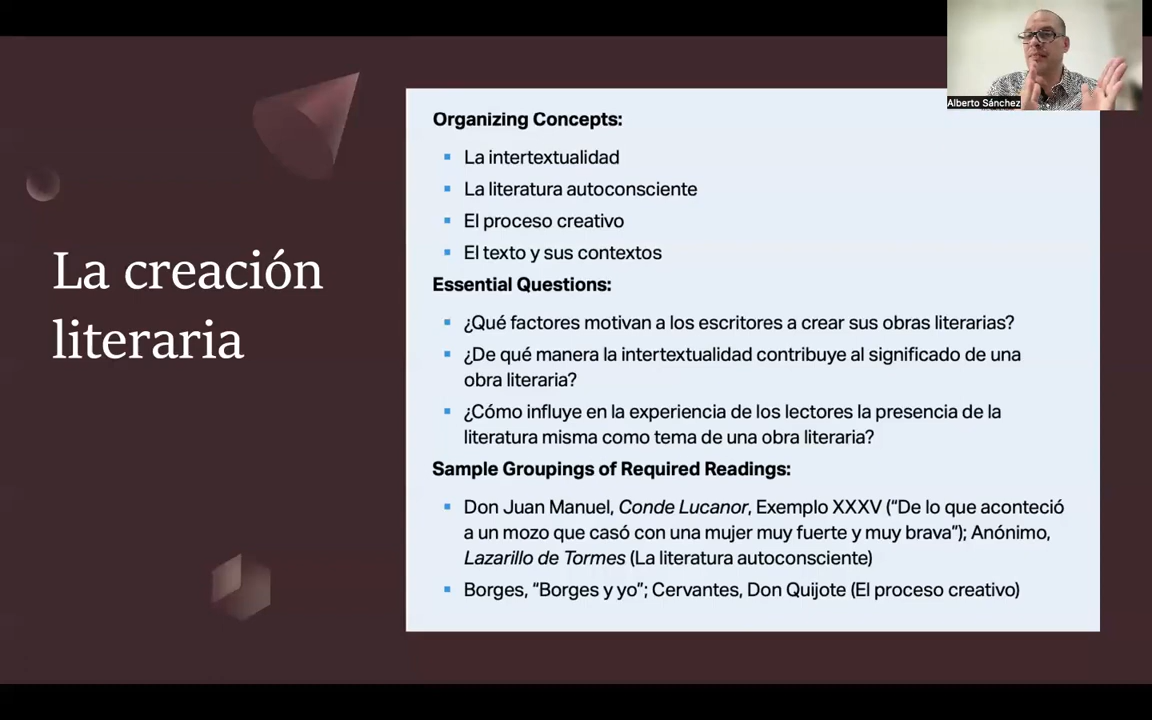 Alberto Sánchez
La creación
literaria
Organizing Concepts:
▪ La intertextualidad
▪ La literatura autoconsciente
▪ El proceso creativo
▪ El texto y sus contextos
Essential Questions:
▪ ¿Qué factores motivan a los escritores a crear sus obras literarias?
▪ ¿De qué manera la intertextualidad contribuye al significado de una
obra literaria?
▪ ¿Cómo influye en la experiencia de los lectores la presencia de la
literatura misma como tema de una obra literaria?
Sample Groupings of Required Readings:
▪ Don Juan Manuel, Conde Lucanor, Exemplo XXXV (“De lo que aconteció
a un mozo que casó con una mujer muy fuerte y muy brava”); Anónimo,
Lazarillo de Tormes (La literatura autoconsciente)
▪ Borges, “Borges y yo”; Cervantes, Don Quijote (El proceso creativo)